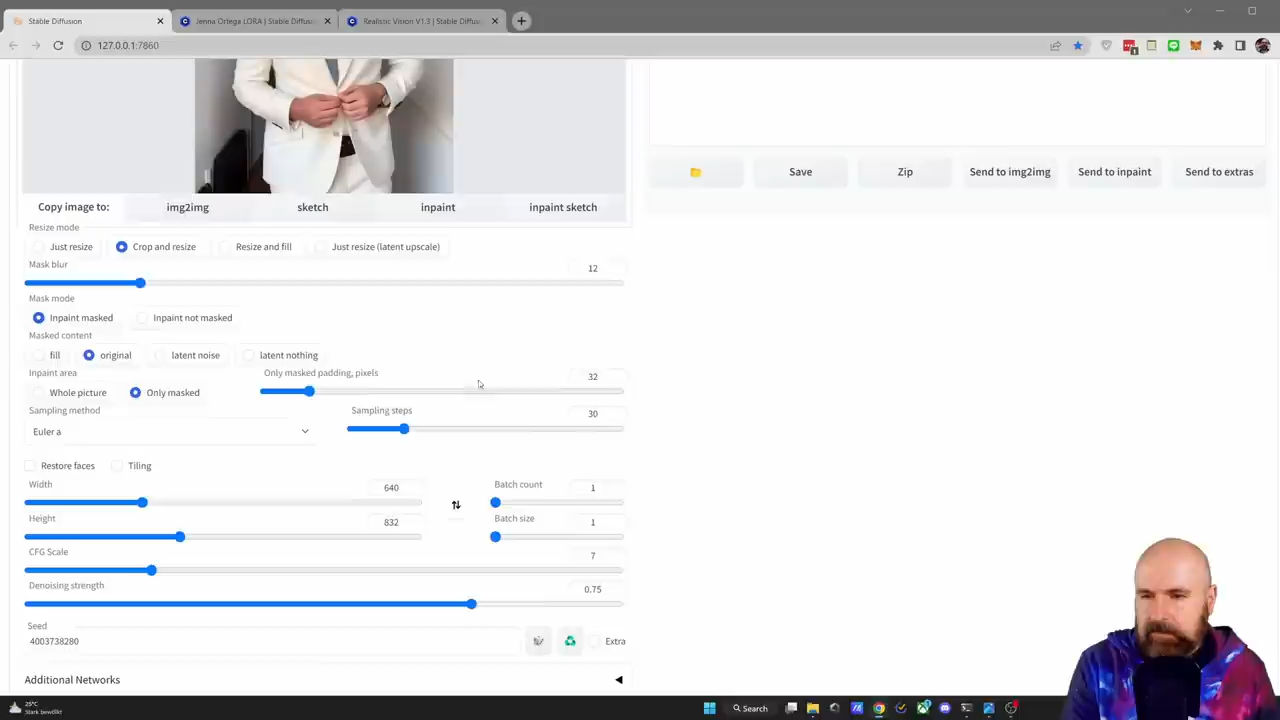 Stable Diffusion
Jenna Ortega LORA | Stable Diffusi
Realistic Vision V1.3 | Stable Diffus
127.0.0.1:7860
Save
Zip
Send to img2img
Send to inpaint
Send to extras
Copy image to:
img2img
sketch
inpaint
inpaint sketch
Resize mode
Just resize
Crop and resize
Resize and fill
Just resize (latent upscale)
Mask blur
12
Mask mode
Inpaint masked
Inpaint not masked
Masked content
fill
original
latent noise
latent nothing
Inpaint area
Only masked padding, pixels
32
Whole picture
Only masked
Sampling method
Sampling steps
30
Euler a
Restore faces
Tiling
Width
640
Batch count
1
Height
832
Batch size
1
CFG Scale
7
Denoising strength
0.75
Seed
4003738280
Extra
Additional Networks
25°C
Stark bewölkt
Search